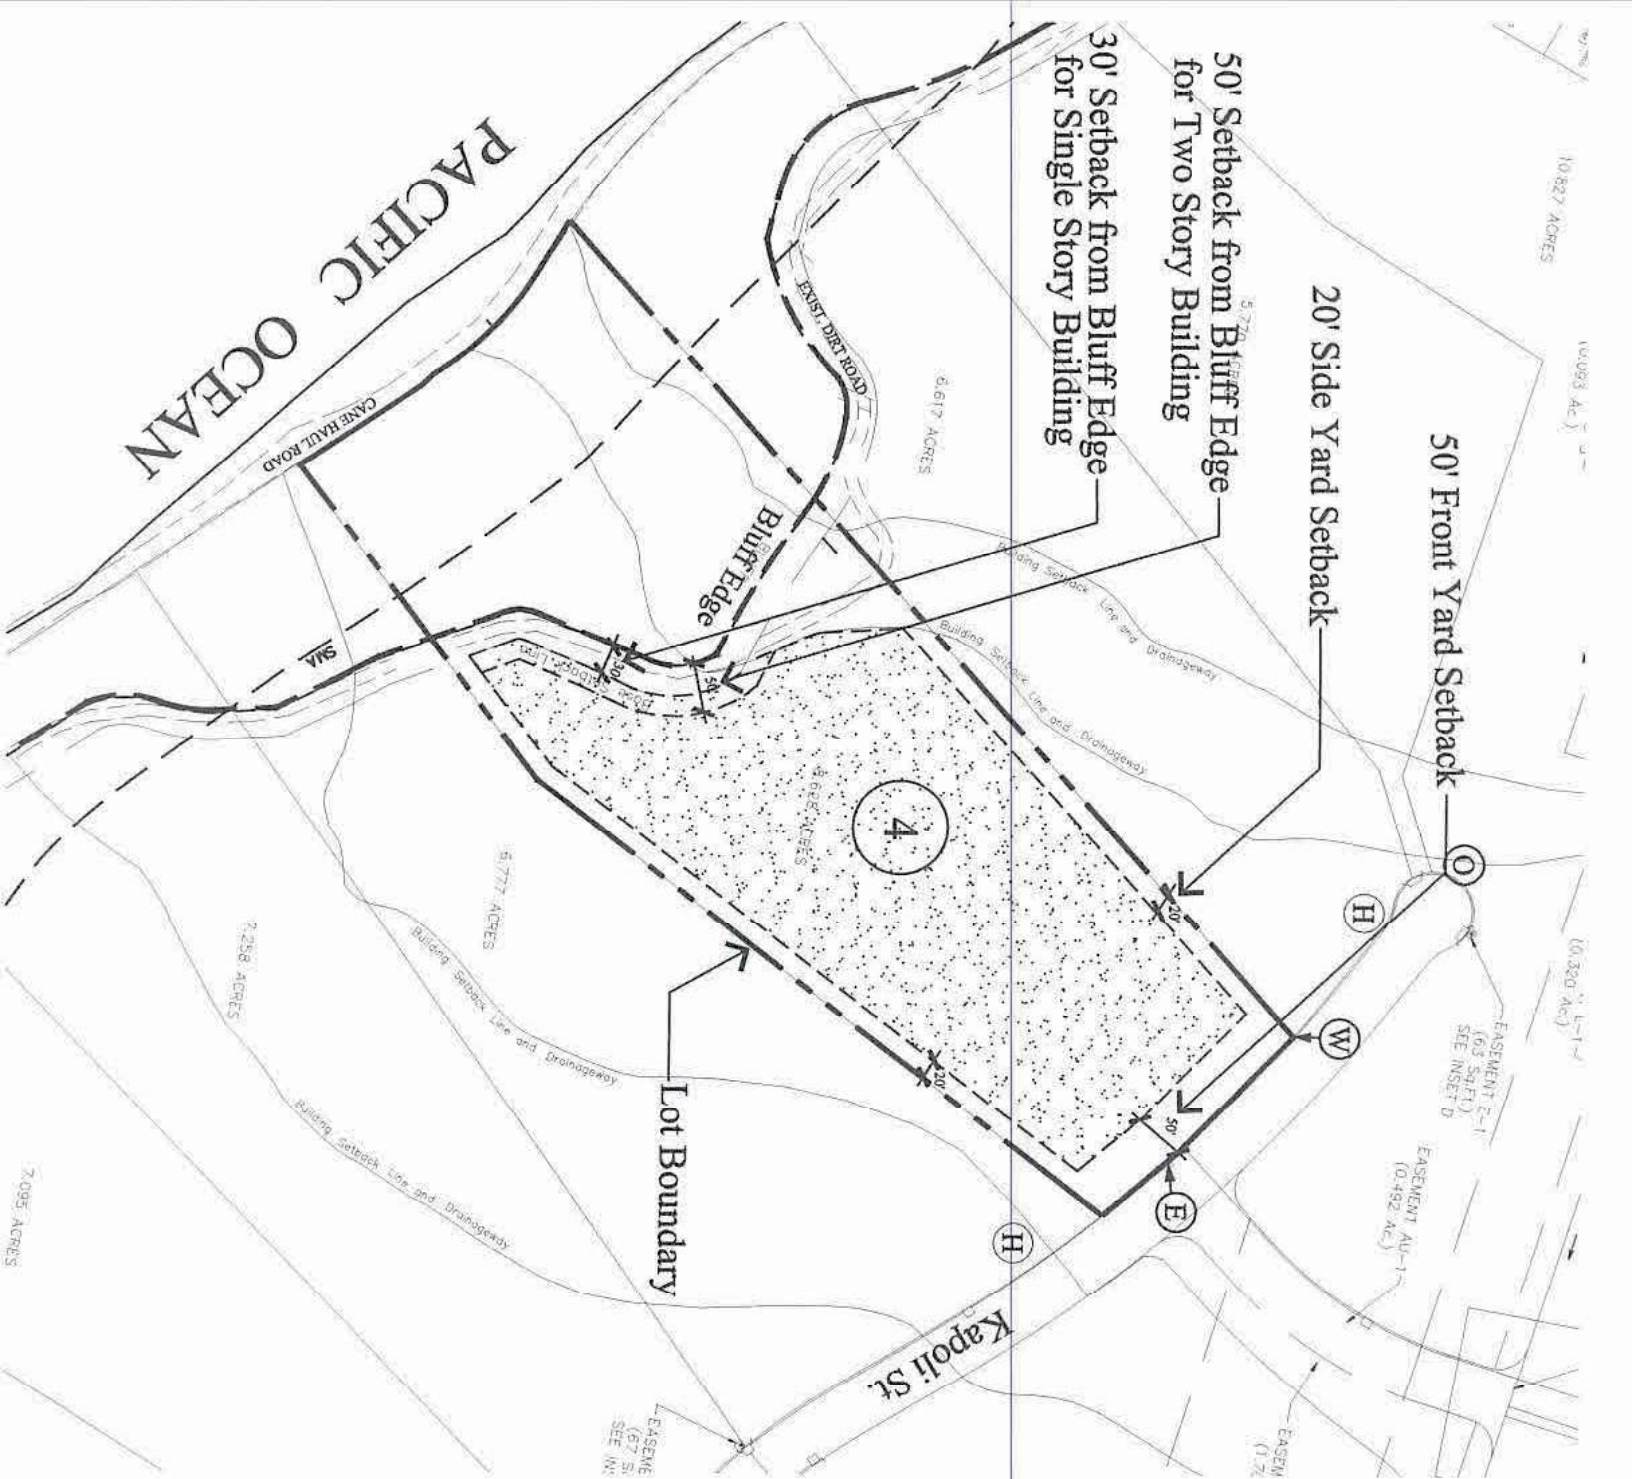 50' Front Yard Setback
20' Side Yard Setback
50' Setback from Bluff Edge
for Two Story Building
30' Setback from Bluff Edge
for Single Story Building
PACIFIC OCEAN
CANE HAUL ROAD
EXIST. DIRT ROAD
Bluff Edge
SMA
Lot Boundary
Kapoli St.
4
O
H
W
E
H
20'
50'
20'
30'
50'
10.827 ACRES
6.617 ACRES
6.777 ACRES
7.258 ACRES
7.095 ACRES
Building Setback Line and Drainageway
Building Setback Line and Drainageway
Building Setback Line and Drainageway
Building Setback Line and Drainageway
EASEMENT E-1
(63 Sq.Ft.)
SEE INSET D
EASEMENT AU-1
(0.492 Ac.)
(0.320 Ac.)